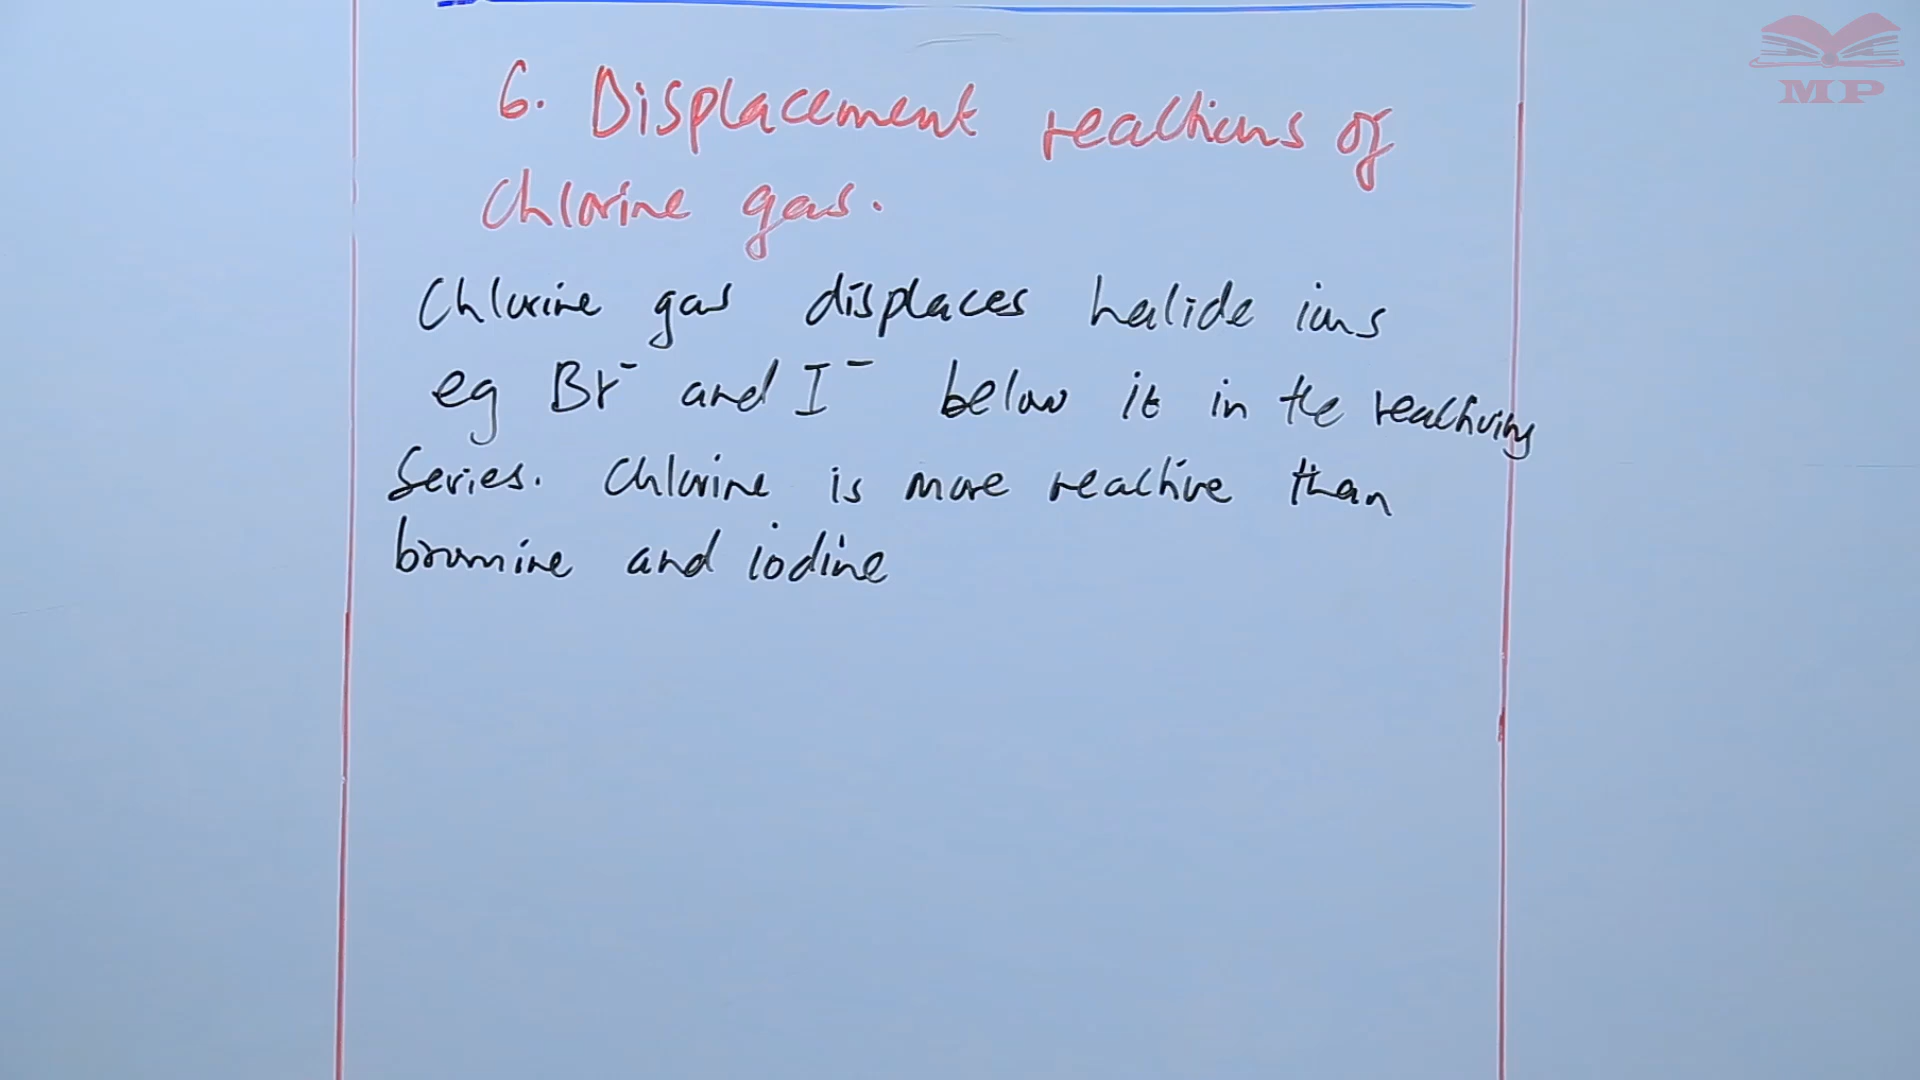 MP
6. Displacement reactions of
Chlorine gas.
Chlorine gas displaces halide ions
eg Br⁻ and I⁻ below it in the reactivity
Series. Chlorine is more reactive than
bromine and iodine